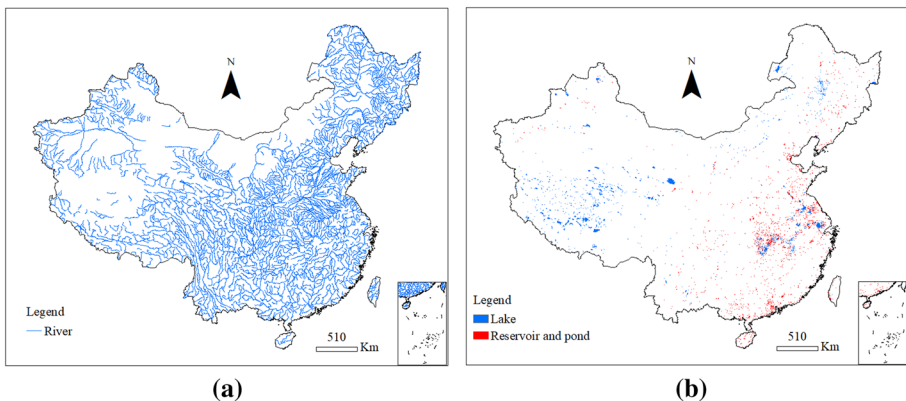 N
Legend
River
510
Km
(a)
N
Legend
Lake
Reservoir and pond
510
Km
(b)